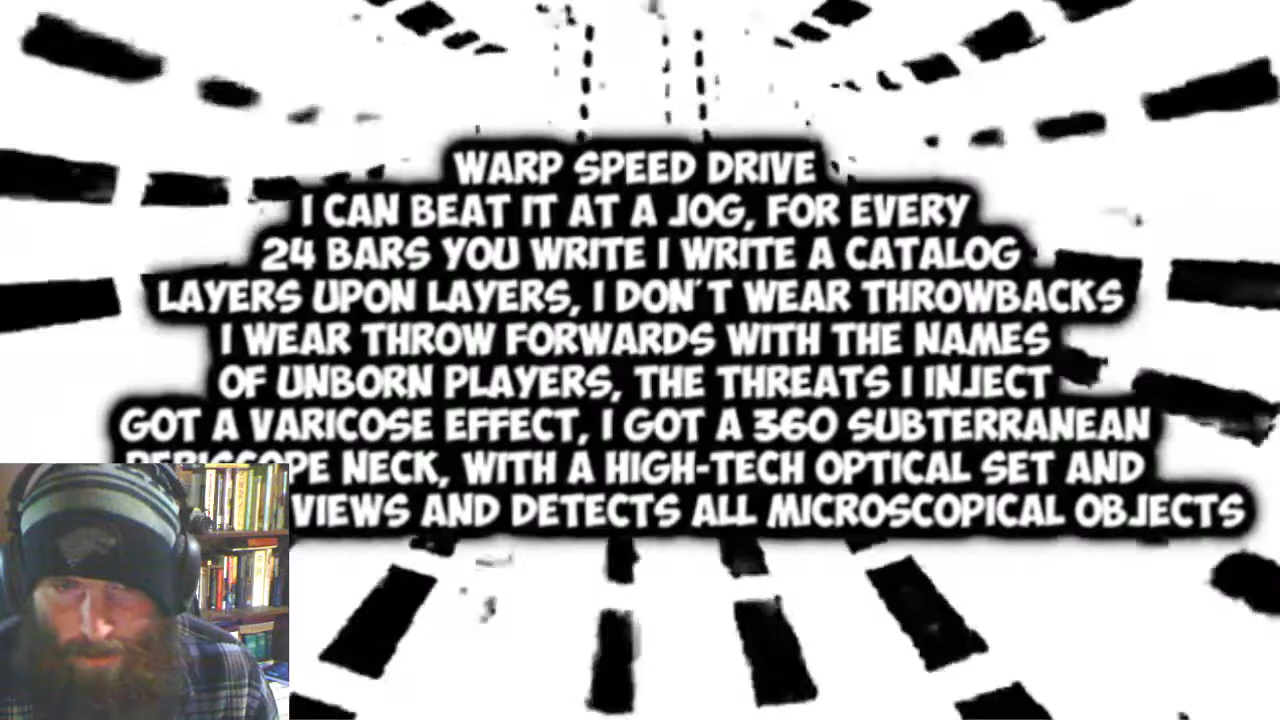 WARP SPEED DRIVE
I CAN BEAT IT AT A JOG, FOR EVERY
24 BARS YOU WRITE I WRITE A CATALOG
LAYERS UPON LAYERS, I DON'T WEAR THROWBACKS
I WEAR THROW FORWARDS WITH THE NAMES
OF UNBORN PLAYERS, THE THREATS I INJECT
GOT A VARICOSE EFFECT, I GOT A 360 SUBTERRANEAN
PERISCOPE NECK, WITH A HIGH-TECH OPTICAL SET AND
VIEWS AND DETECTS ALL MICROSCOPICAL OBJECTS